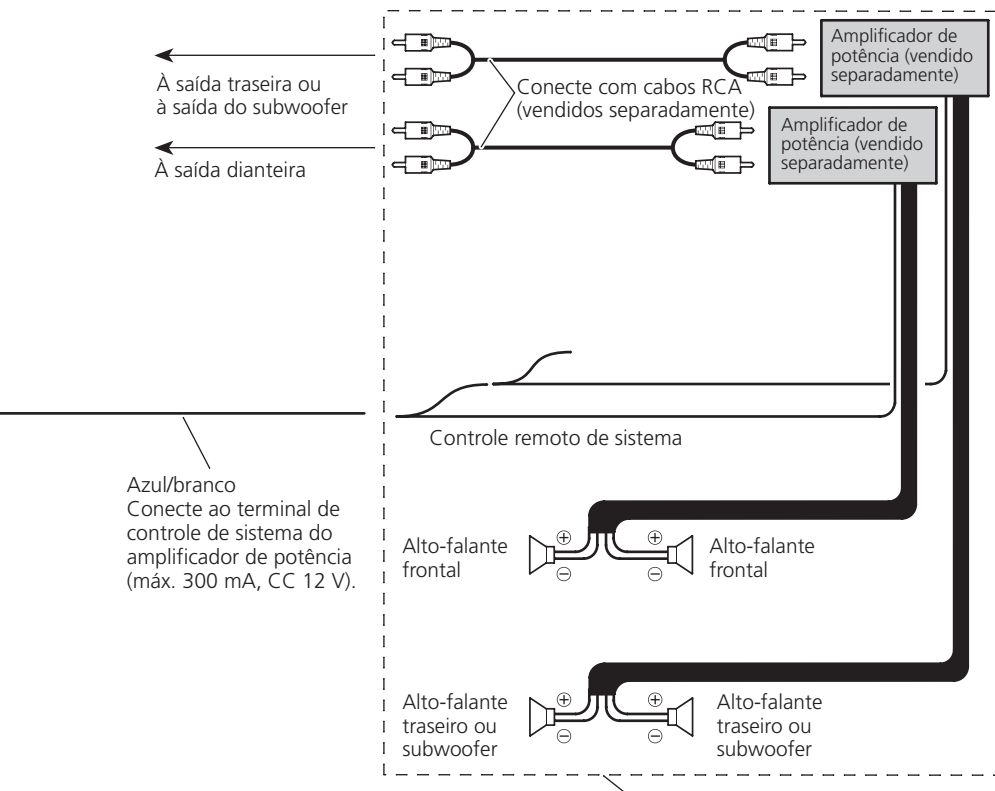 Amplificador de
potência (vendido
separadamente)
À saída traseira ou
à saída do subwoofer
Conecte com cabos RCA
(vendidos separadamente)
Amplificador de
potência (vendido
separadamente)
À saída dianteira
Controle remoto de sistema
Azul/branco
Conecte ao terminal de
controle de sistema do
amplificador de potência
(máx. 300 mA, CC 12 V).
Alto-falante
frontal
⊕
⊖
⊕
⊖
Alto-falante
frontal
Alto-falante
traseiro ou
subwoofer
⊕
⊖
⊕
⊖
Alto-falante
traseiro ou
subwoofer